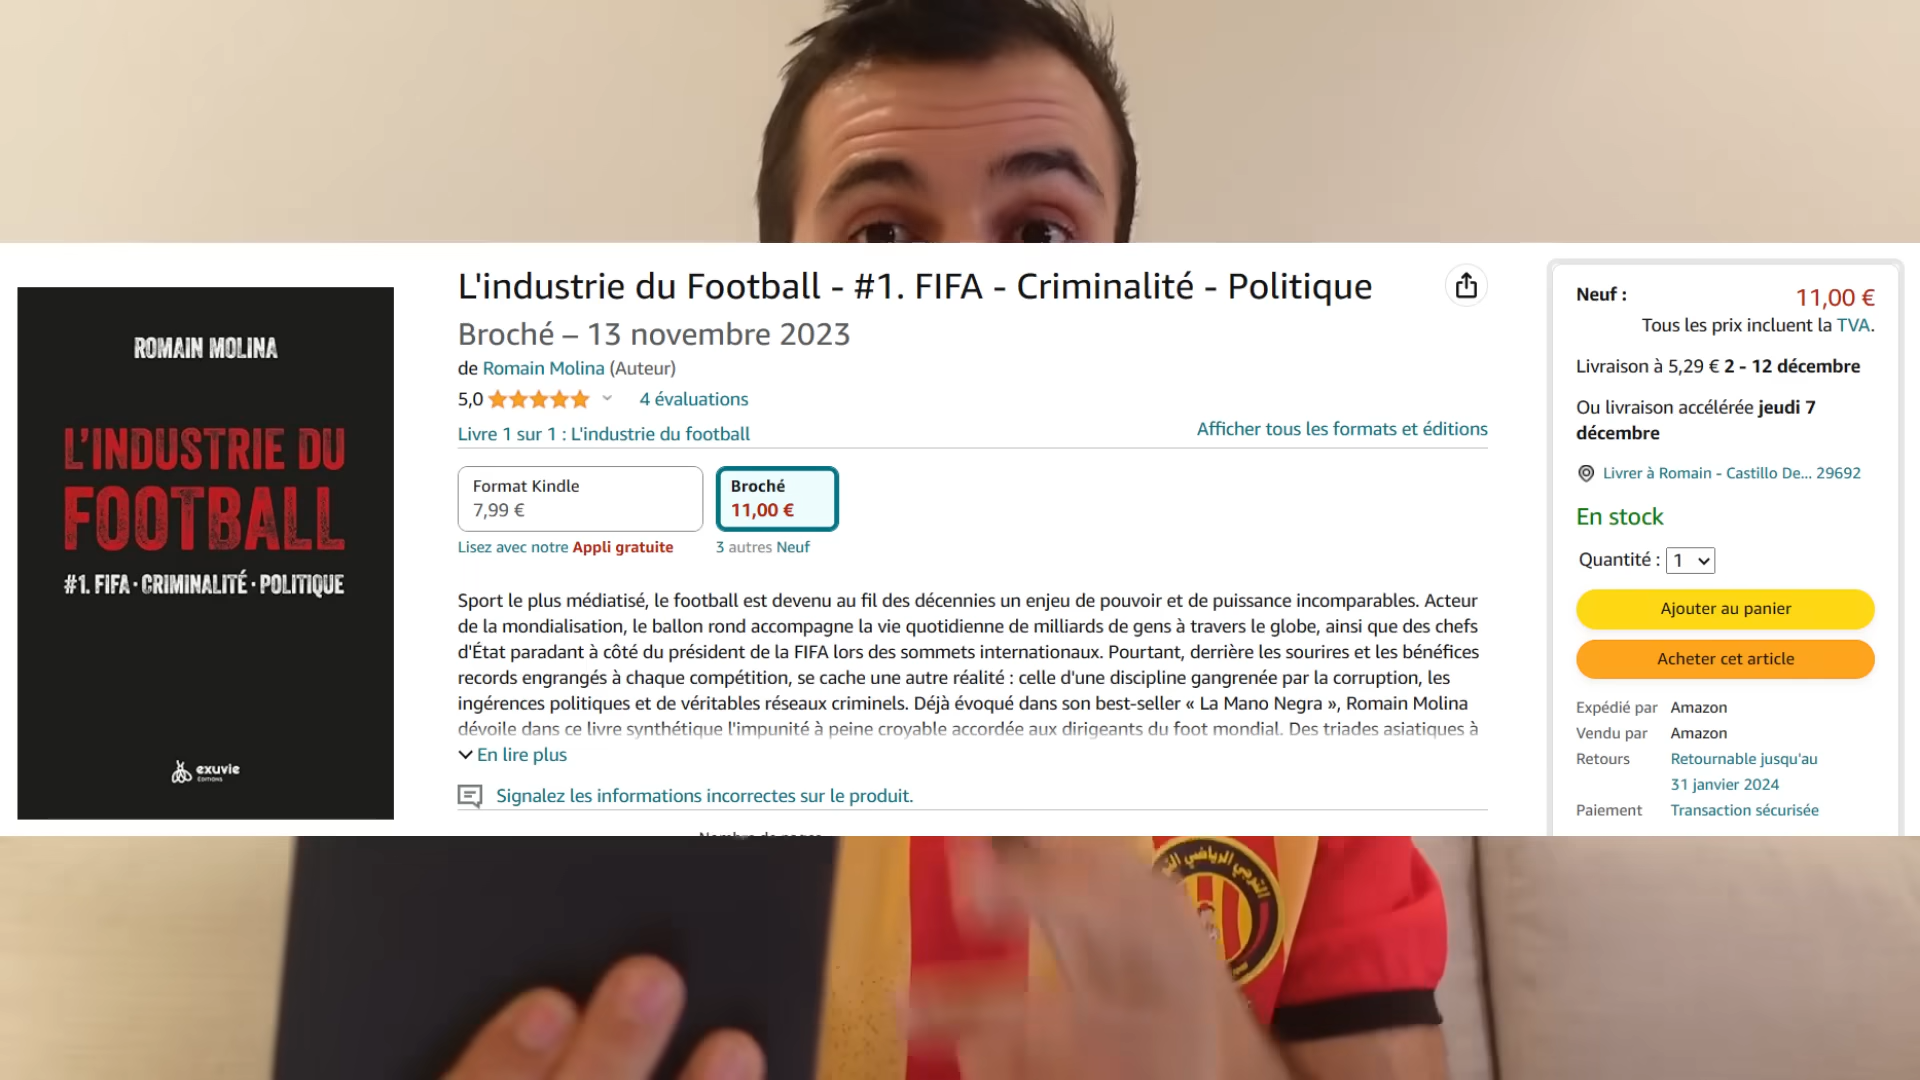 ROMAIN MOLINA
L'INDUSTRIE DU
FOOTBALL
#1. FIFA · CRIMINALITÉ · POLITIQUE
exuvie
ÉDITIONS
L'industrie du Football - #1. FIFA - Criminalité - Politique
Broché – 13 novembre 2023
de Romain Molina (Auteur)
5,0
4 évaluations
Livre 1 sur 1 : L'industrie du football
Afficher tous les formats et éditions
Format Kindle
7,99 €
Broché
11,00 €
Lisez avec notre Appli gratuite
3 autres Neuf
Sport le plus médiatisé, le football est devenu au fil des décennies un enjeu de pouvoir et de puissance incomparables. Acteur
de la mondialisation, le ballon rond accompagne la vie quotidienne de milliards de gens à travers le globe, ainsi que des chefs
d'État paradant à côté du président de la FIFA lors des sommets internationaux. Pourtant, derrière les sourires et les bénéfices
records engrangés à chaque compétition, se cache une autre réalité : celle d'une discipline gangrenée par la corruption, les
ingérences politiques et de véritables réseaux criminels. Déjà évoqué dans son best-seller « La Mano Negra », Romain Molina
dévoile dans ce livre synthétique l'impunité à peine croyable accordée aux dirigeants du foot mondial. Des triades asiatiques à
En lire plus
Signalez les informations incorrectes sur le produit.
Nombre de pages
Neuf :
11,00 €
Tous les prix incluent la TVA.
Livraison à 5,29 € 2 - 12 décembre
Ou livraison accélérée jeudi 7
décembre
Livrer à Romain - Castillo De... 29692
En stock
Quantité : 1
Ajouter au panier
Acheter cet article
Expédié par Amazon
Vendu par Amazon
Retours Retournable jusqu'au
31 janvier 2024
Paiement Transaction sécurisée
الرياضي